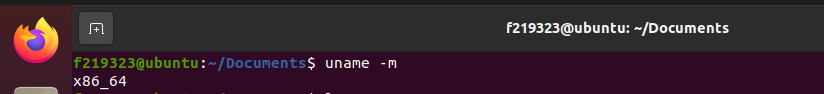 f219323@ubuntu: ~/Documents
f219323@ubuntu:~/Documents$ uname -m
x86_64